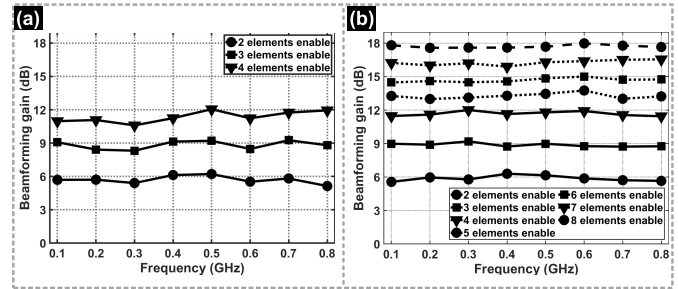 (a)
2 elements enable
3 elements enable
4 elements enable
18
15
12
9
6
3
0
Beamforming gain (dB)
0.1 0.2 0.3 0.4 0.5 0.6 0.7 0.8
Frequency (GHz)
(b)
18
15
12
9
6
3
0
Beamforming gain (dB)
2 elements enable 6 elements enable
3 elements enable 7 elements enable
4 elements enable 8 elements enable
5 elements enable
0.1 0.2 0.3 0.4 0.5 0.6 0.7 0.8
Frequency (GHz)